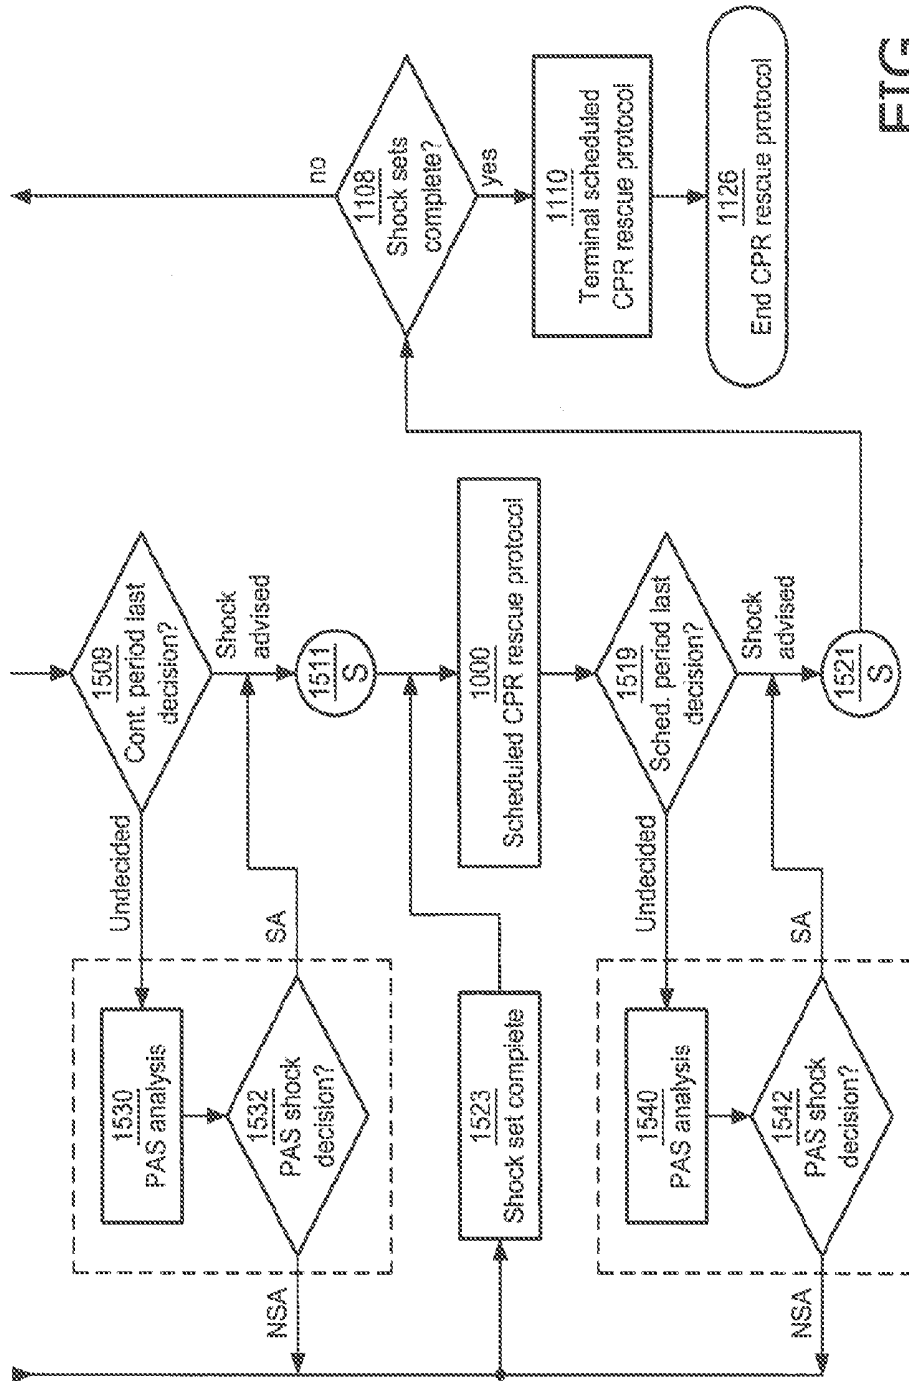 no
1108
Shock sets
complete?
yes
1110
Terminal scheduled
CPR rescue protocol
1126
End CPR rescue protocol
1509
Cont. period last
decision?
Shock
advised
1511
S
1000
Scheduled CPR rescue protocol
1519
Sched. period last
decision?
Shock
advised
1521
S
Undecided
1530
PAS analysis
1532
PAS shock
decision?
SA
NSA
1523
Shock set complete
Undecided
1540
PAS analysis
1542
PAS shock
decision?
SA
NSA
FIG